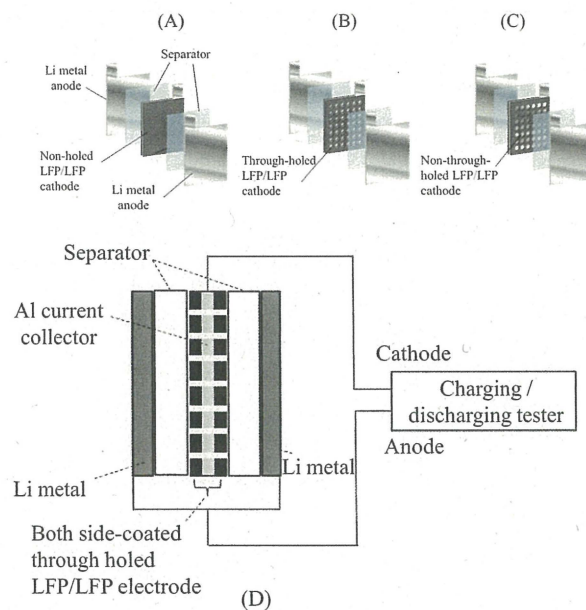 (A)
(B)
(C)
Separator
Li metal
anode
Non-holed
LFP/LFP
cathode
Li metal
anode
Through-holed
LFP/LFP
cathode
Non-through-
holed LFP/LFP
cathode
Separator
Al current
collector
Cathode
Charging /
discharging tester
Anode
Li metal
Li metal
Both side-coated
through holed
LFP/LFP electrode
(D)